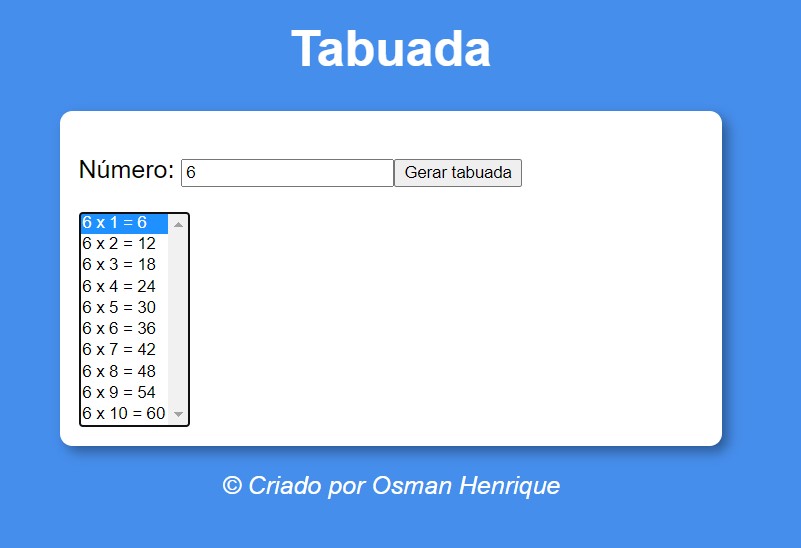 Tabuada
Número: 6 Gerar tabuada
6 x 1 = 6
6 x 2 = 12
6 x 3 = 18
6 x 4 = 24
6 x 5 = 30
6 x 6 = 36
6 x 7 = 42
6 x 8 = 48
6 x 9 = 54
6 x 10 = 60
© Criado por Osman Henrique